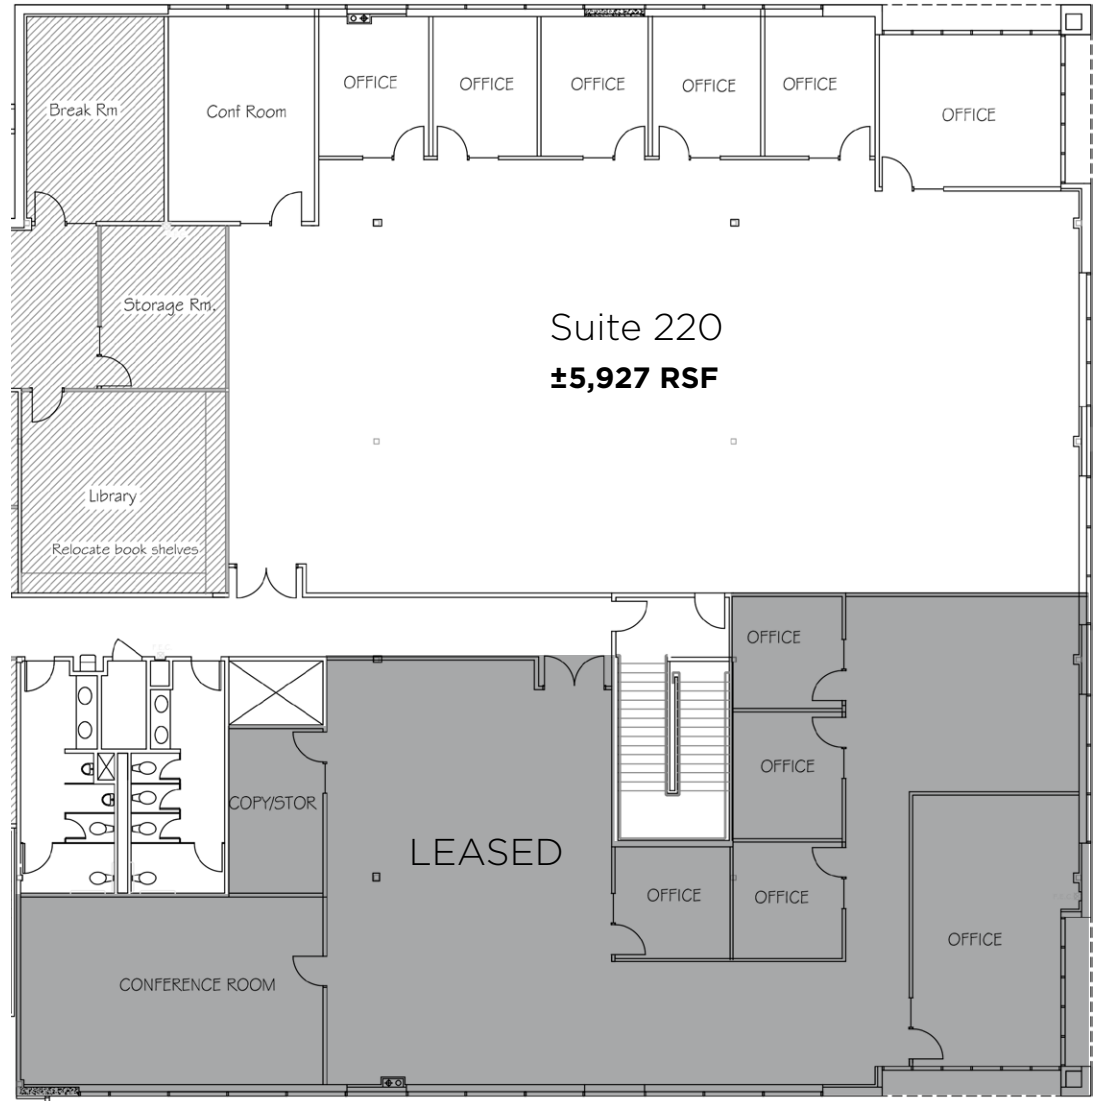 OFFICE
OFFICE
OFFICE
OFFICE
OFFICE
Break Rm
Conf Room
OFFICE
Storage Rm.
Suite 220
±5,927 RSF
Library
Relocate book shelves
OFFICE
OFFICE
COPY/STOR
LEASED
OFFICE
OFFICE
OFFICE
CONFERENCE ROOM